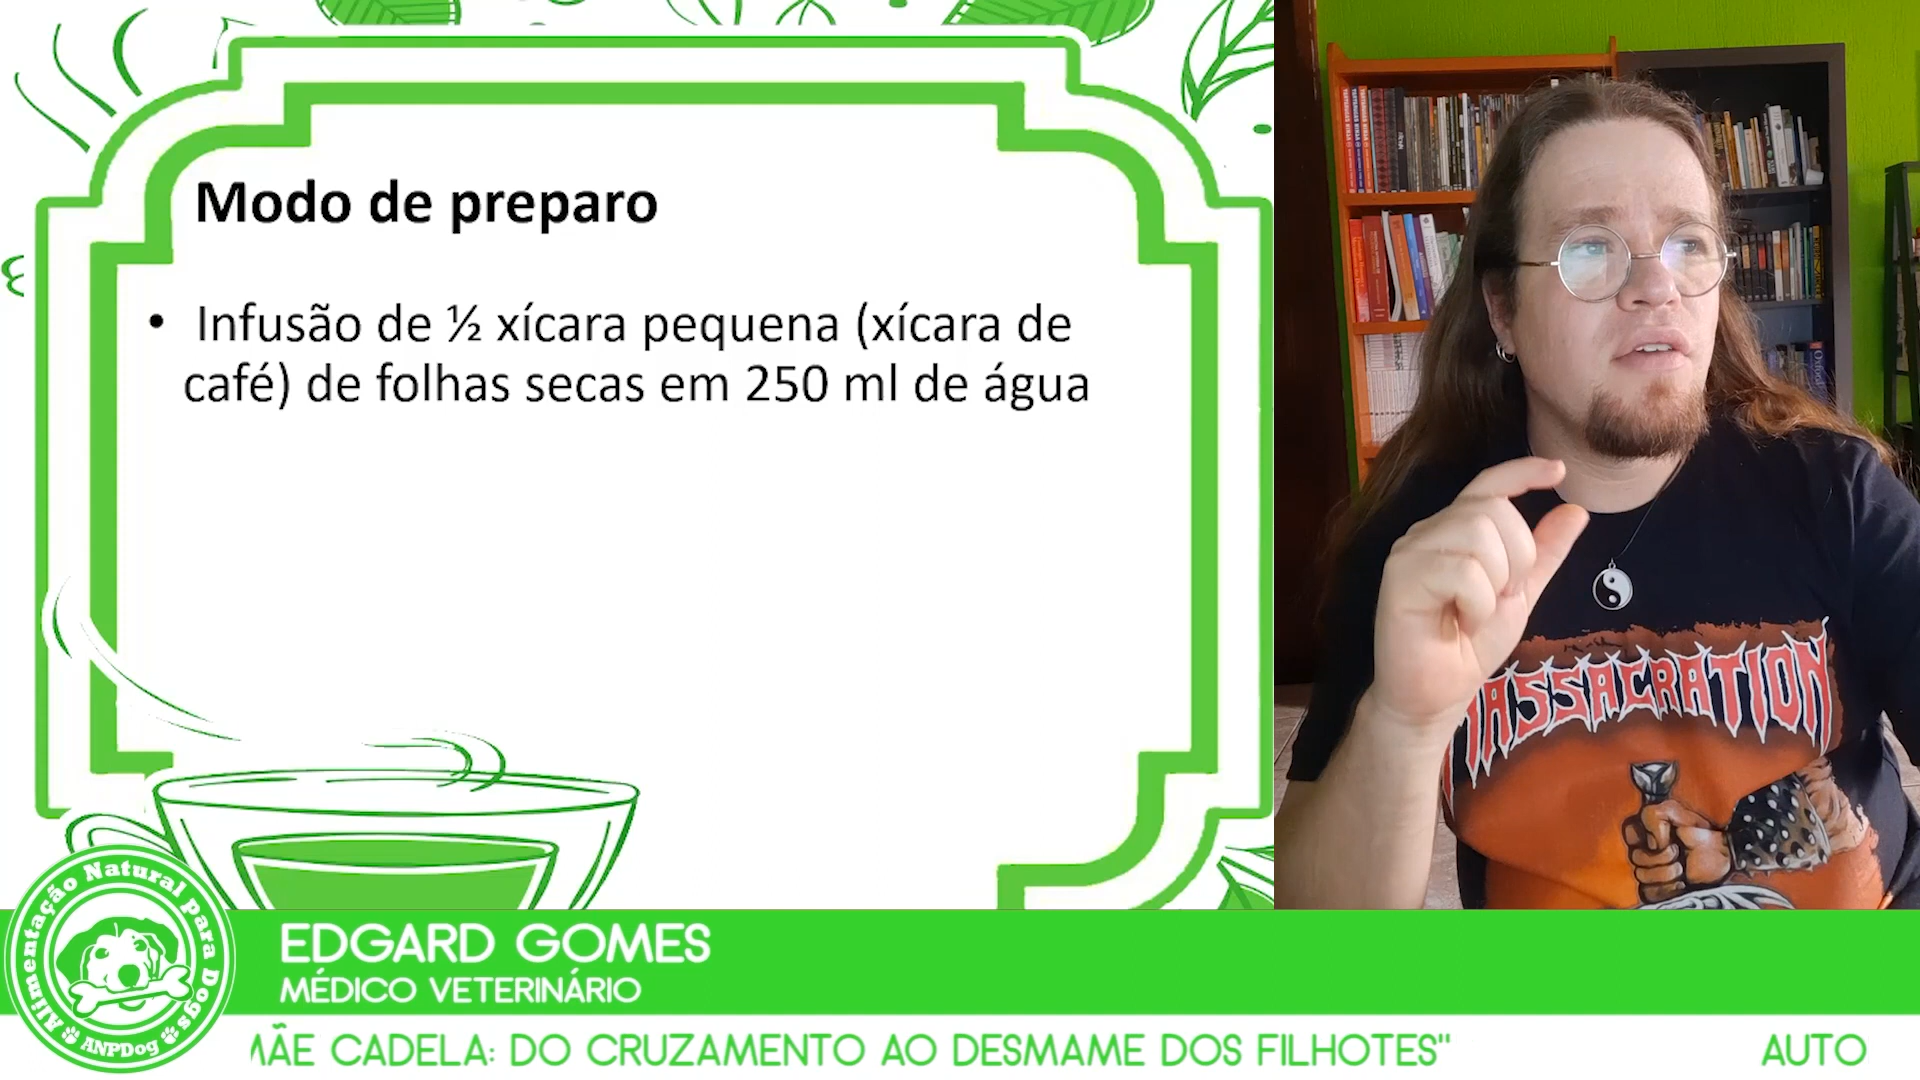 Modo de preparo
• Infusão de ½ xícara pequena (xícara de
café) de folhas secas em 250 ml de água
MASSACRATION
Alimentação Natural para Dogs
ANPDog
EDGARD GOMES
MÉDICO VETERINÁRIO
MÃE CADELA: DO CRUZAMENTO AO DESMAME DOS FILHOTES"
AUTO